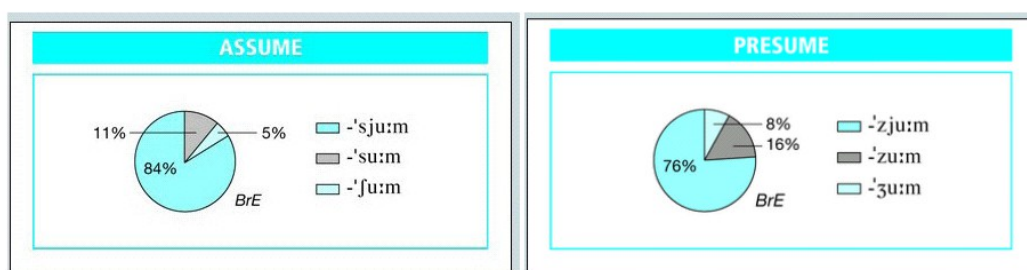 ASSUME
11%
5%
84%
BrE
-ˈsjuːm
-ˈsuːm
-ˈʃuːm
PRESUME
8%
16%
76%
BrE
-ˈzjuːm
-ˈzuːm
-ˈʒuːm